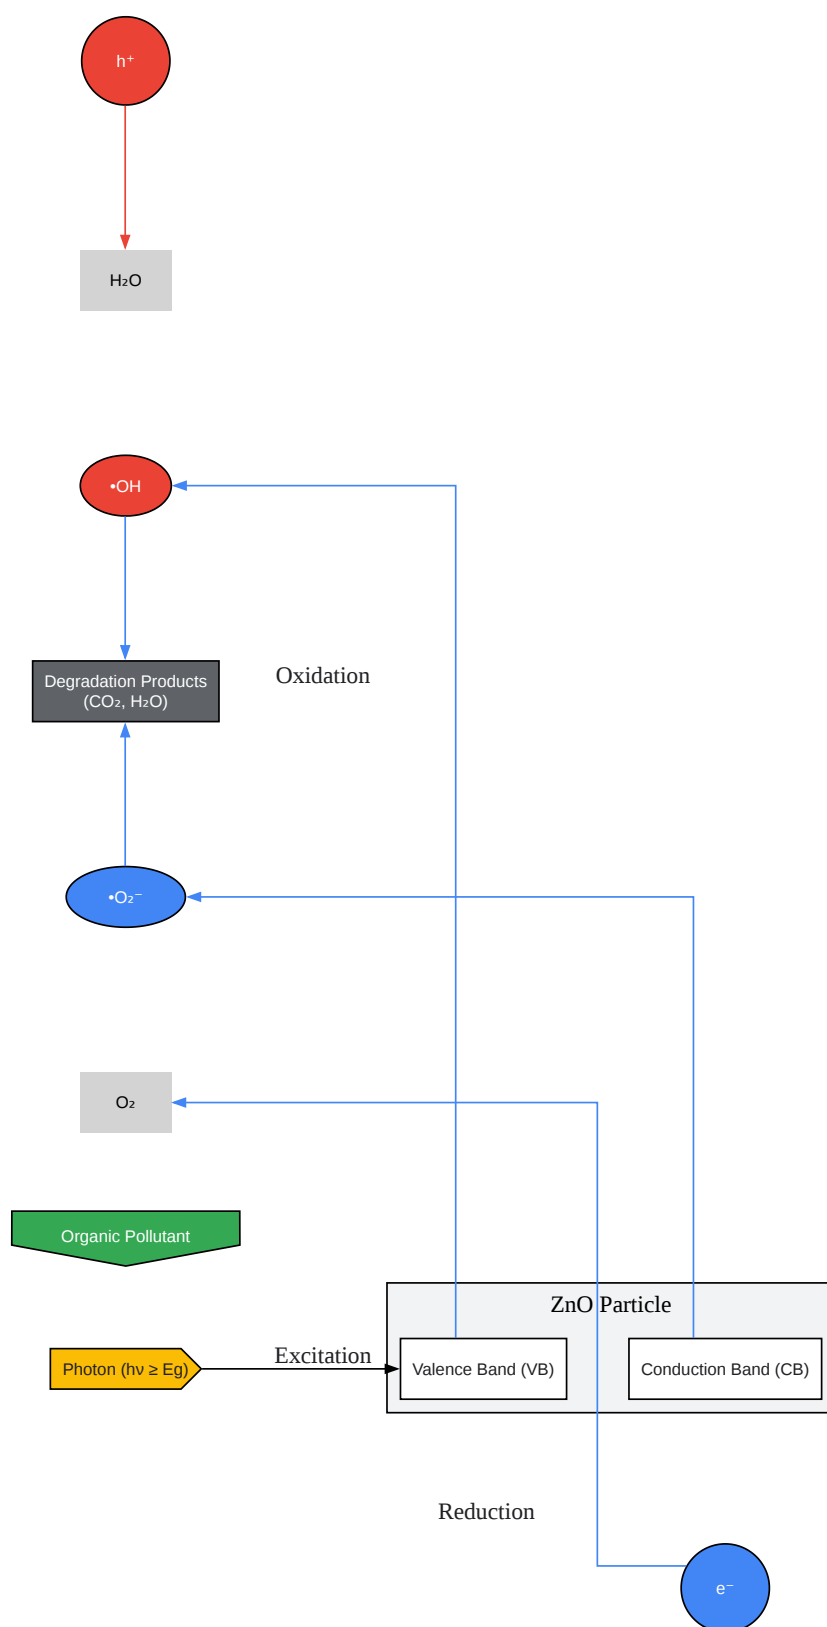 h⁺
H₂O
•OH
Oxidation
Degradation Products
(CO₂, H₂O)
•O₂⁻
O₂
Organic Pollutant
ZnO Particle
Photon (hν ≥ Eg)
Excitation
Valence Band (VB)
Conduction Band (CB)
Reduction
e⁻